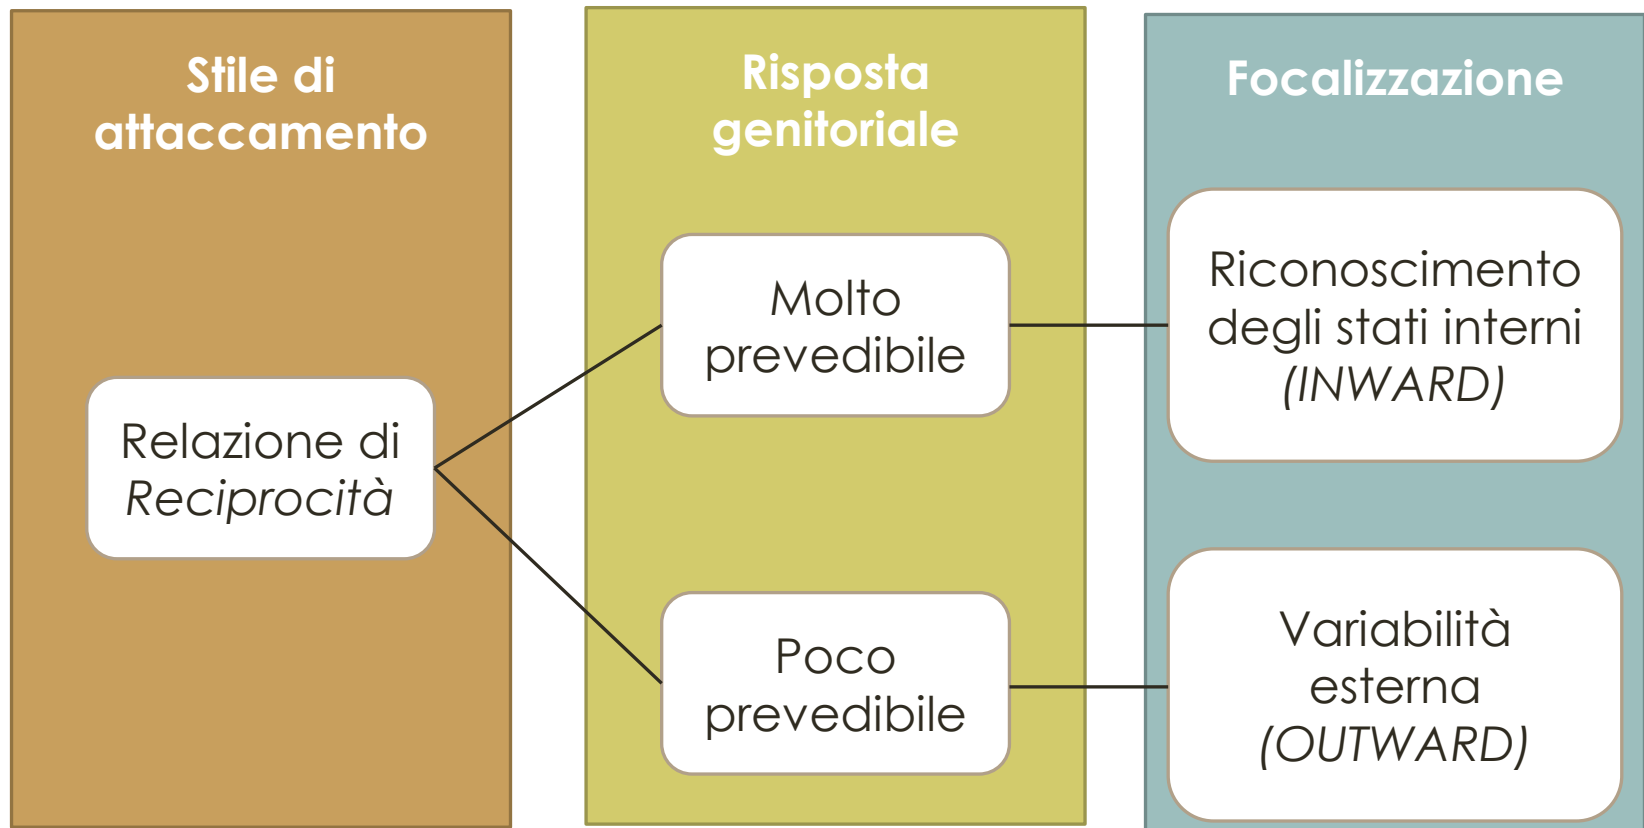 Stile di
attaccamento
Relazione di
Reciprocità
Risposta
genitoriale
Molto
prevedibile
Poco
prevedibile
Focalizzazione
Riconoscimento
degli stati interni
(INWARD)
Variabilità
esterna
(OUTWARD)